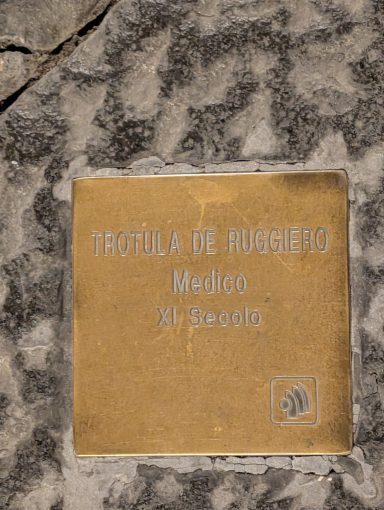 TROTULA DE RUGGIERO
Medico
XI Secolo